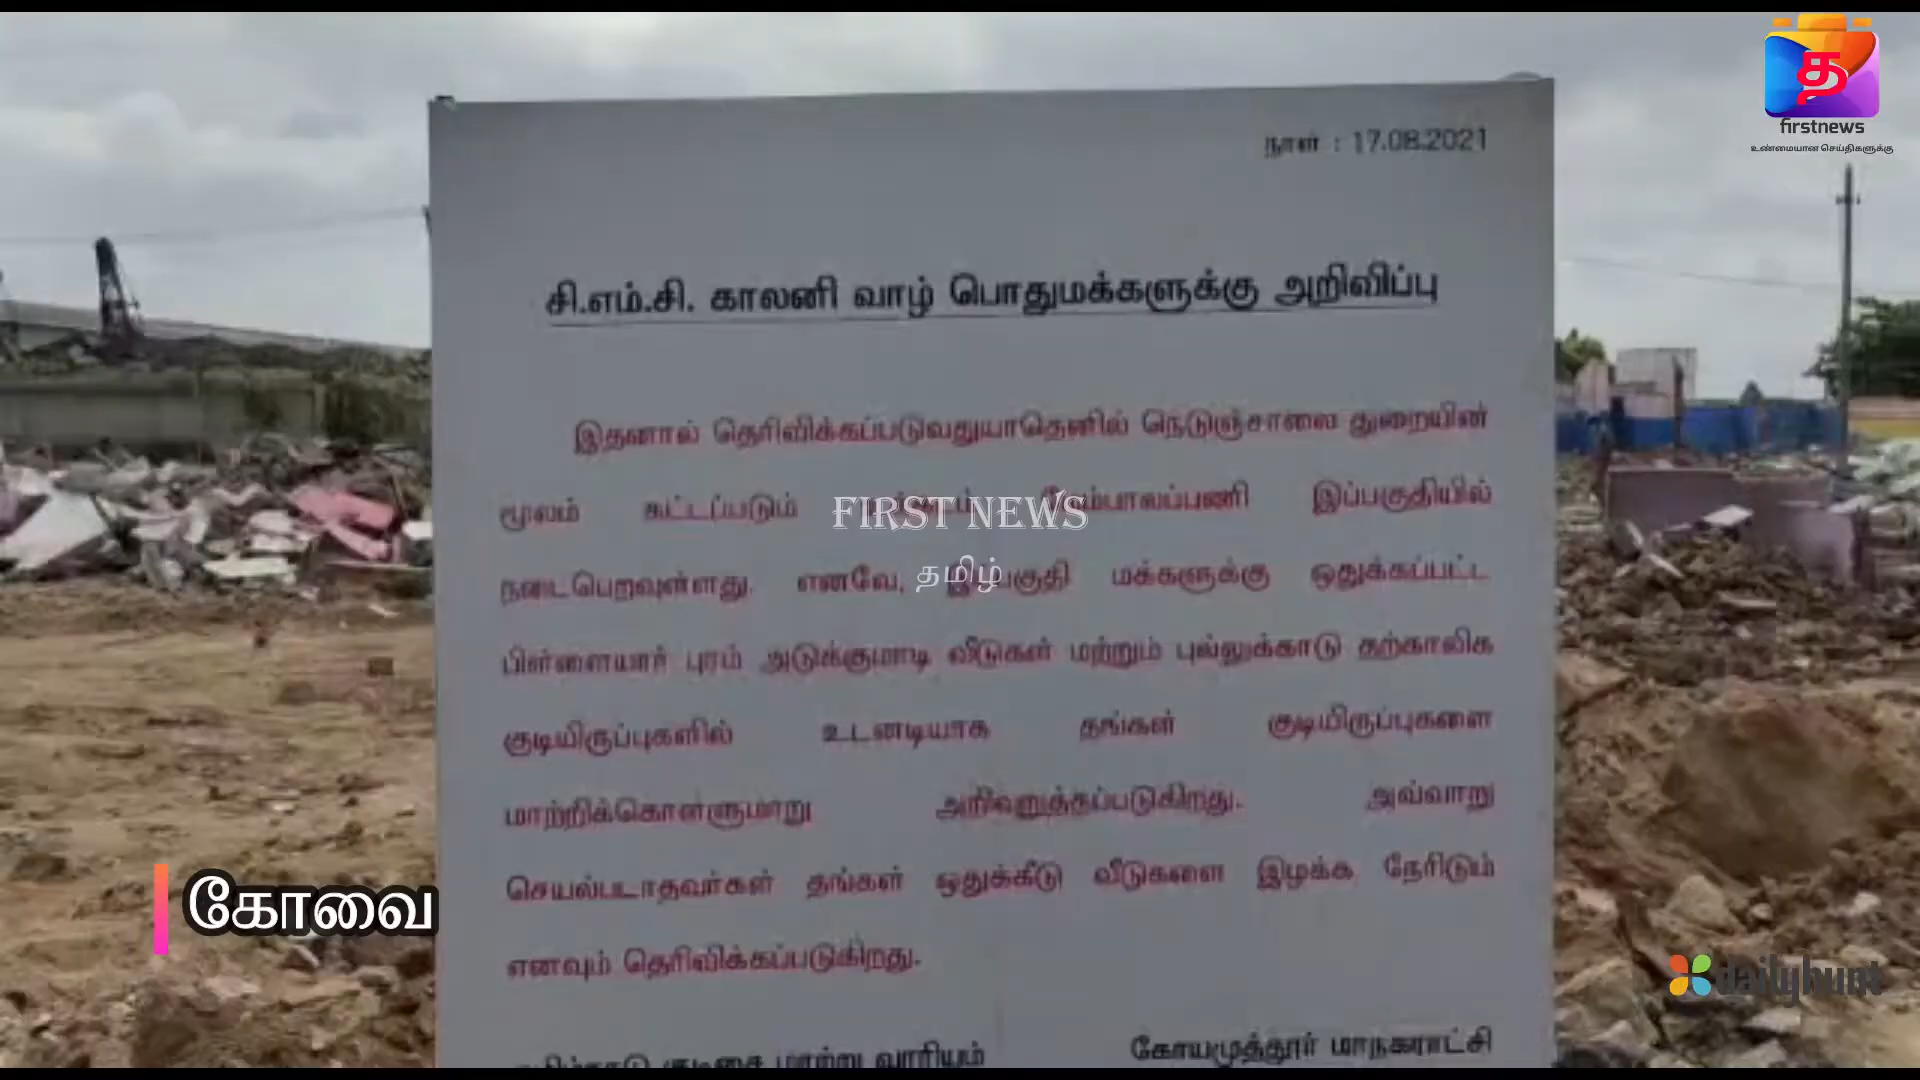 த
firstnews
உண்மையான செய்திகளுக்கு
நாள் : 17.08.2021
சி.எம்.சி. காலனி வாழ் பொதுமக்களுக்கு அறிவிப்பு
இதனால் தெரிவிக்கப்படுவதுயாதெனில் நெடுஞ்சாலை துறையின்
மூலம் கட்டப்படும் இப்பகுதியில்
FIRST NEWS
தமிழ்
நடைபெறவுள்ளது. எனவே, மக்களுக்கு ஒதுக்கப்பட்ட
பிள்ளையார் புரம் அடுக்குமாடி வீடுகள் மற்றும் புல்லுக்காடு தற்காலிக
குடியிருப்புகளில் உடனடியாக தங்கள் குடியிருப்புகளை
மாற்றிக்கொள்ளுமாறு அறிவுறுத்தப்படுகிறது. அவ்வாறு
செயல்படாதவர்கள் தங்கள் ஒதுக்கீடு வீடுகளை இழக்க நேரிடும்
எனவும் தெரிவிக்கப்படுகிறது.
கோவை
dailyhunt
குடிசை மாற்று வாரியம் கோயமுத்தூர் மாநகராட்சி